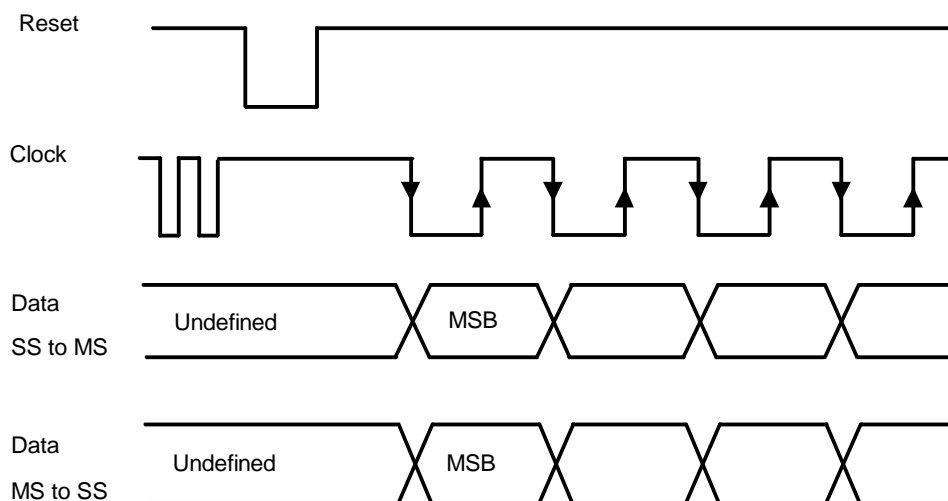 Reset
Clock
Data
SS to MS
Undefined
MSB
Data
MS to SS
Undefined
MSB